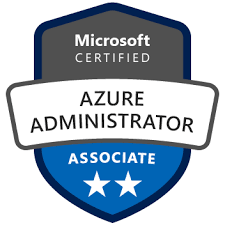 Microsoft
CERTIFIED
AZURE
ADMINISTRATOR
ASSOCIATE